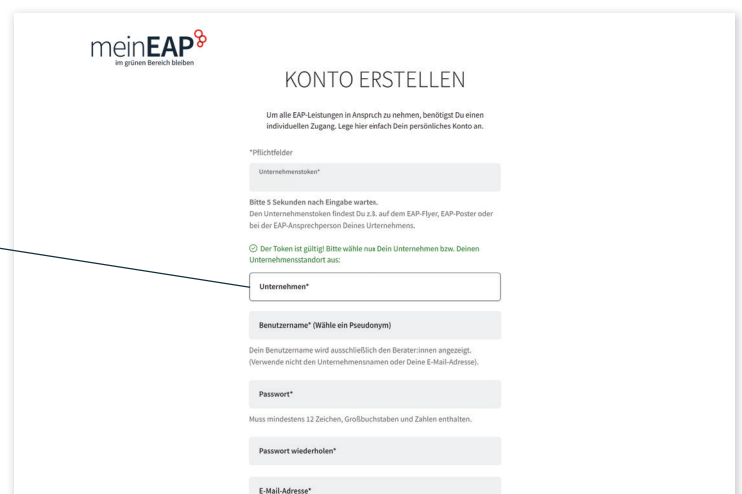 meinEAP
im grünen Bereich bleiben
KONTO ERSTELLEN
Um alle EAP-Leistungen in Anspruch zu nehmen, benötigst Du einen
individuellen Zugang. Lege hier einfach Dein persönliches Konto an.
*Pflichtfelder
Unternehmenstoken*
Bitte 5 Sekunden nach Eingabe warten.
Den Unternehmenstoken findest Du z.B. auf dem EAP-Flyer, EAP-Poster oder
bei der EAP-Ansprechperson Deines Urternehmens.
Der Token ist gültig! Bitte wähle nun Dein Unternehmen bzw. Deinen
Unternehmensstandort aus:
Unternehmen*
Benutzername* (Wähle ein Pseudonym)
Dein Benutzername wird ausschließlich den Berater:innen angezeigt.
(Verwende nicht den Unternehmensnamen oder Deine E-Mail-Adresse).
Passwort*
Muss mindestens 12 Zeichen, Großbuchstaben und Zahlen enthalten.
Passwort wiederholen*
E-Mail-Adresse*